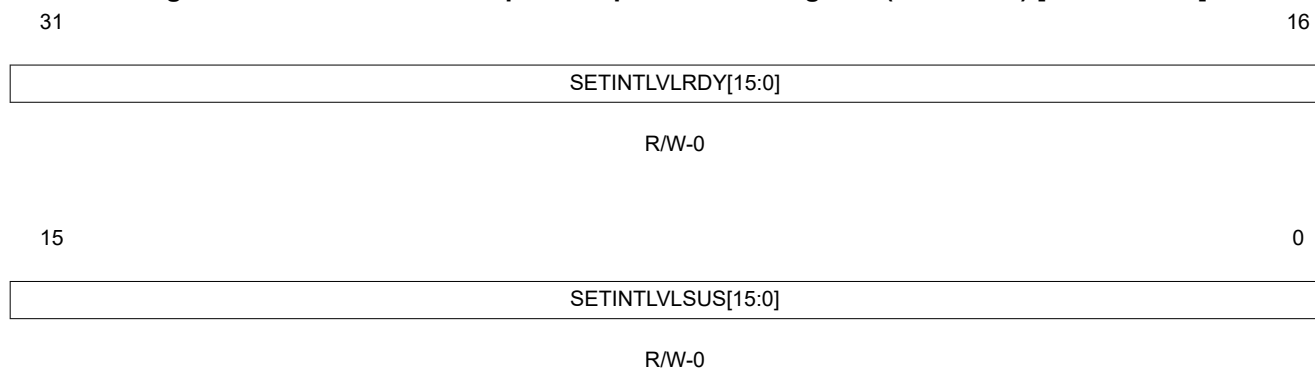 31 16
SETINTLVLRDY[15:0]
R/W-0
15 0
SETINTLVLSUS[15:0]
R/W-0